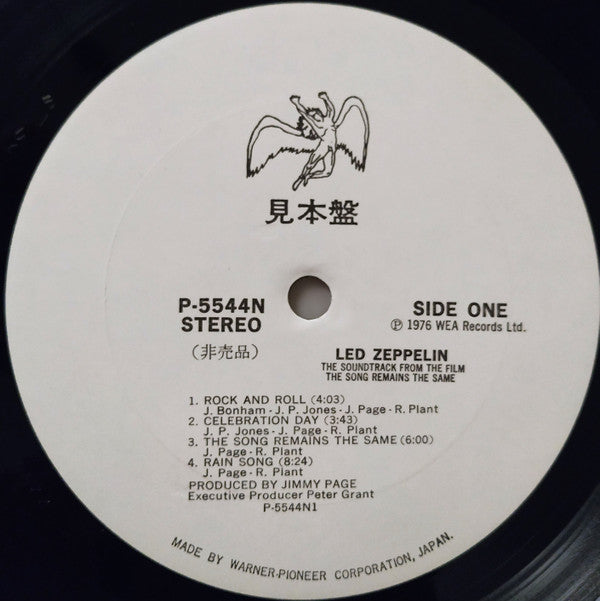 見本盤
P-5544N
STEREO
(非売品)
SIDE ONE
Ⓟ 1976 WEA Records Ltd.
LED ZEPPELIN
THE SOUNDTRACK FROM THE FILM
THE SONG REMAINS THE SAME
1. ROCK AND ROLL (4:03)
J. Bonham - J. P. Jones - J. Page - R. Plant
2. CELEBRATION DAY (3:43)
J. P. Jones - J. Page - R. Plant
3. THE SONG REMAINS THE SAME (6:00)
J. Page - R. Plant
4. RAIN SONG (8:24)
J. Page - R. Plant
PRODUCED BY JIMMY PAGE
Executive Producer Peter Grant
P-5544N1
MADE BY WARNER-PIONEER CORPORATION, JAPAN.